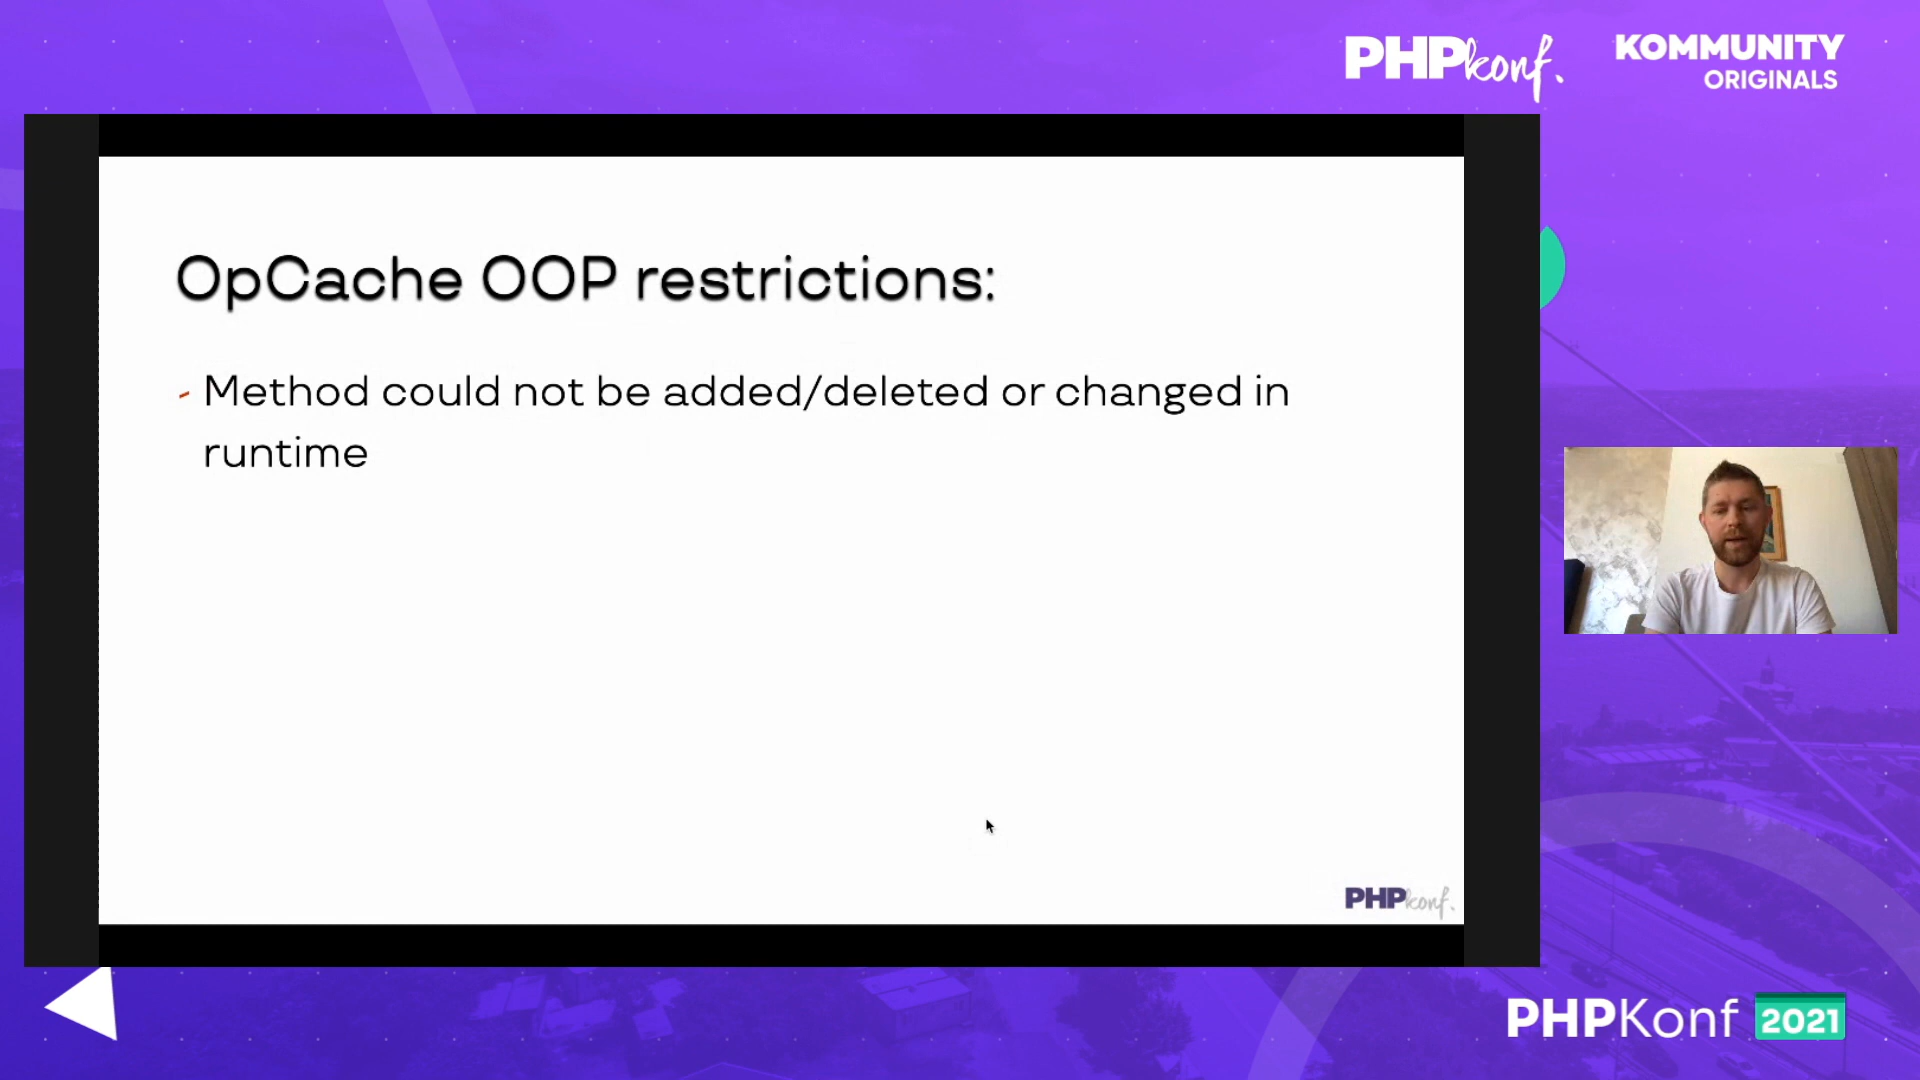 PHPkonf.
KOMMUNITY
ORIGINALS
OpCache OOP restrictions:
- Method could not be added/deleted or changed in
runtime
PHPkonf.
PHPKonf 2021